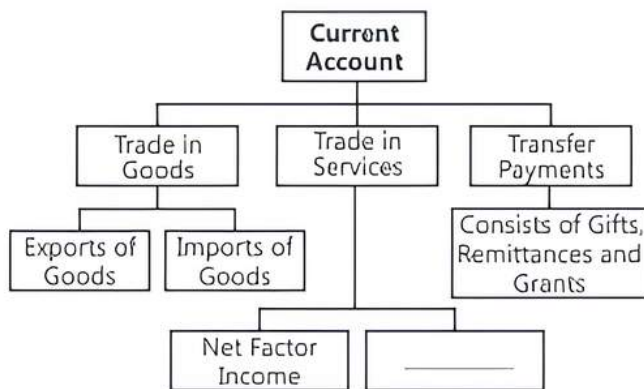 Current
Account
Trade in
Goods
Trade in
Services
Transfer
Payments
Exports of
Goods
Imports of
Goods
Consists of Gifts,
Remittances and
Grants
Net Factor
Income